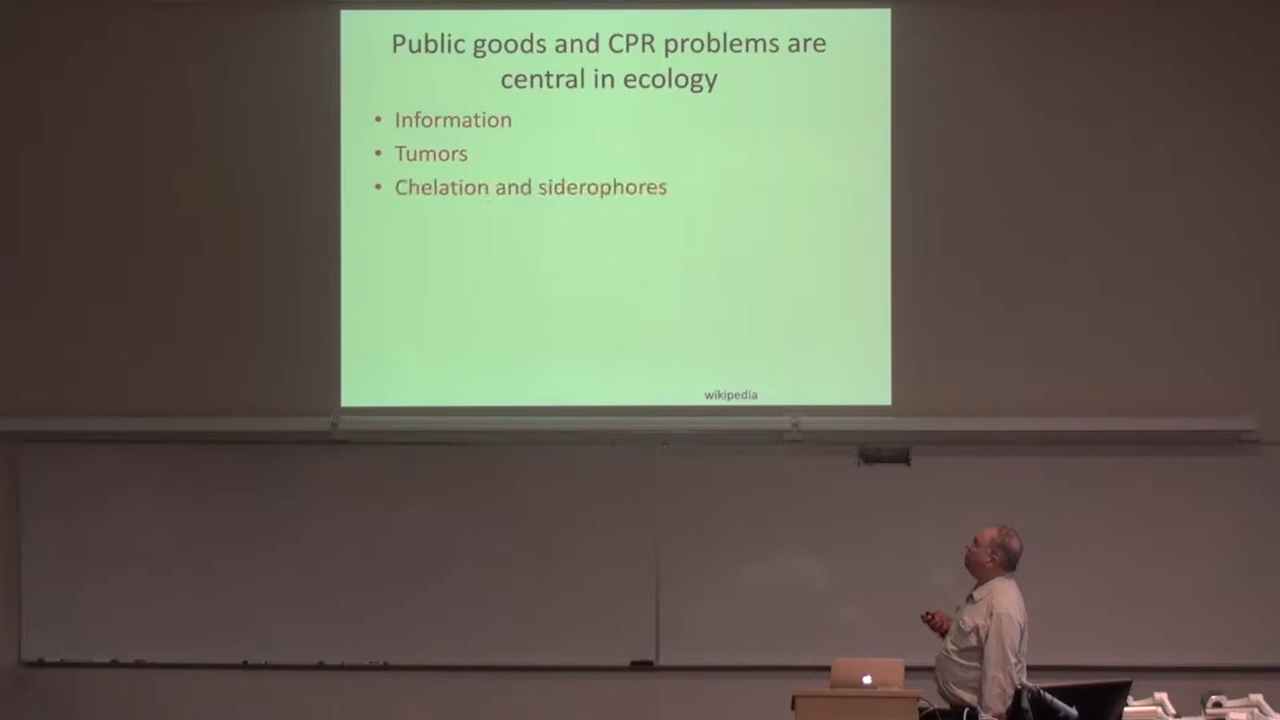 Public goods and CPR problems are
central in ecology
• Information
• Tumors
• Chelation and siderophores
wikipedia